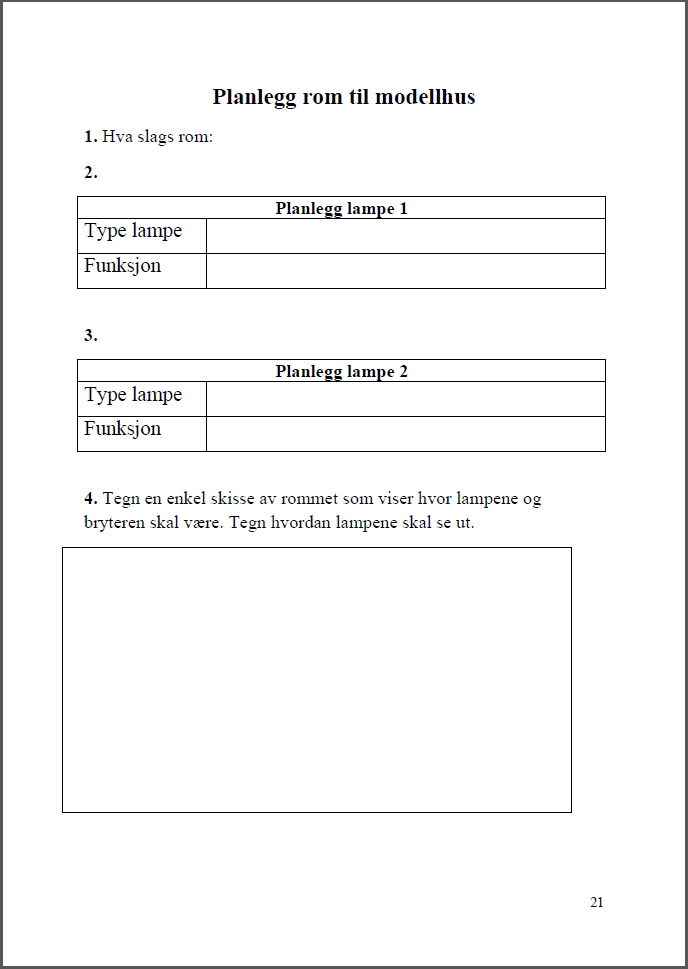 Planlegg rom til modellhus
1. Hva slags rom:
2.
Planlegg lampe 1
Type lampe
Funksjon
3.
Planlegg lampe 2
Type lampe
Funksjon
4. Tegn en enkel skisse av rommet som viser hvor lampene og
bryteren skal være. Tegn hvordan lampene skal se ut.
21